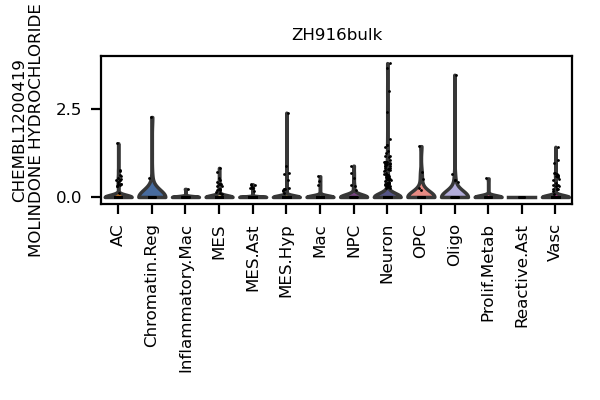 ZH916bulk
CHEMBL1200419
MOLINDONE HYDROCHLORIDE
2.5
0.0
AC
Chromatin.Reg
Inflammatory.Mac
MES
MES.Ast
MES.Hyp
Mac
NPC
Neuron
OPC
Oligo
Prolif.Metab
Reactive.Ast
Vasc